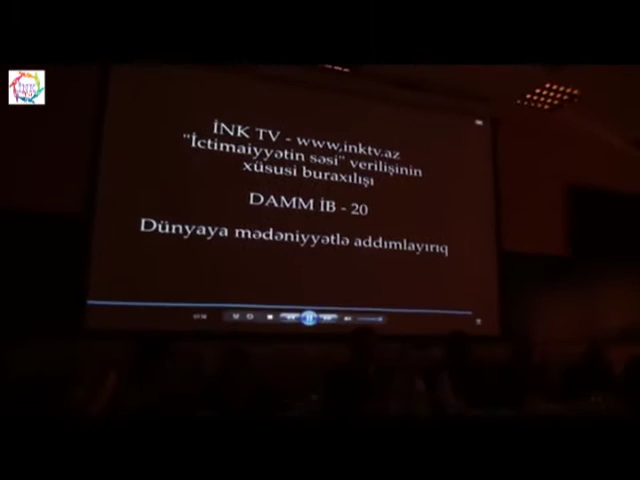 İNK TV - www,inktv.az
"İctimaiyyətin səsi" verilişinin
xüsusi buraxılışı
DAMM İB - 20
Dünyaya mədəniyyətlə addımlayırıq